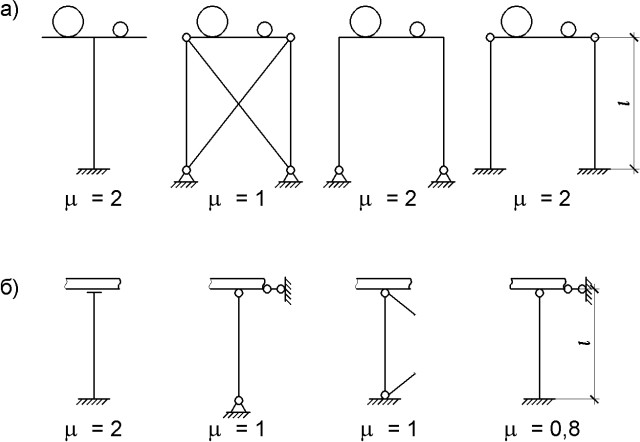 а)
l
μ = 2 μ = 1 μ = 2 μ = 2
б)
l
μ = 2 μ = 1 μ = 1 μ = 0,8